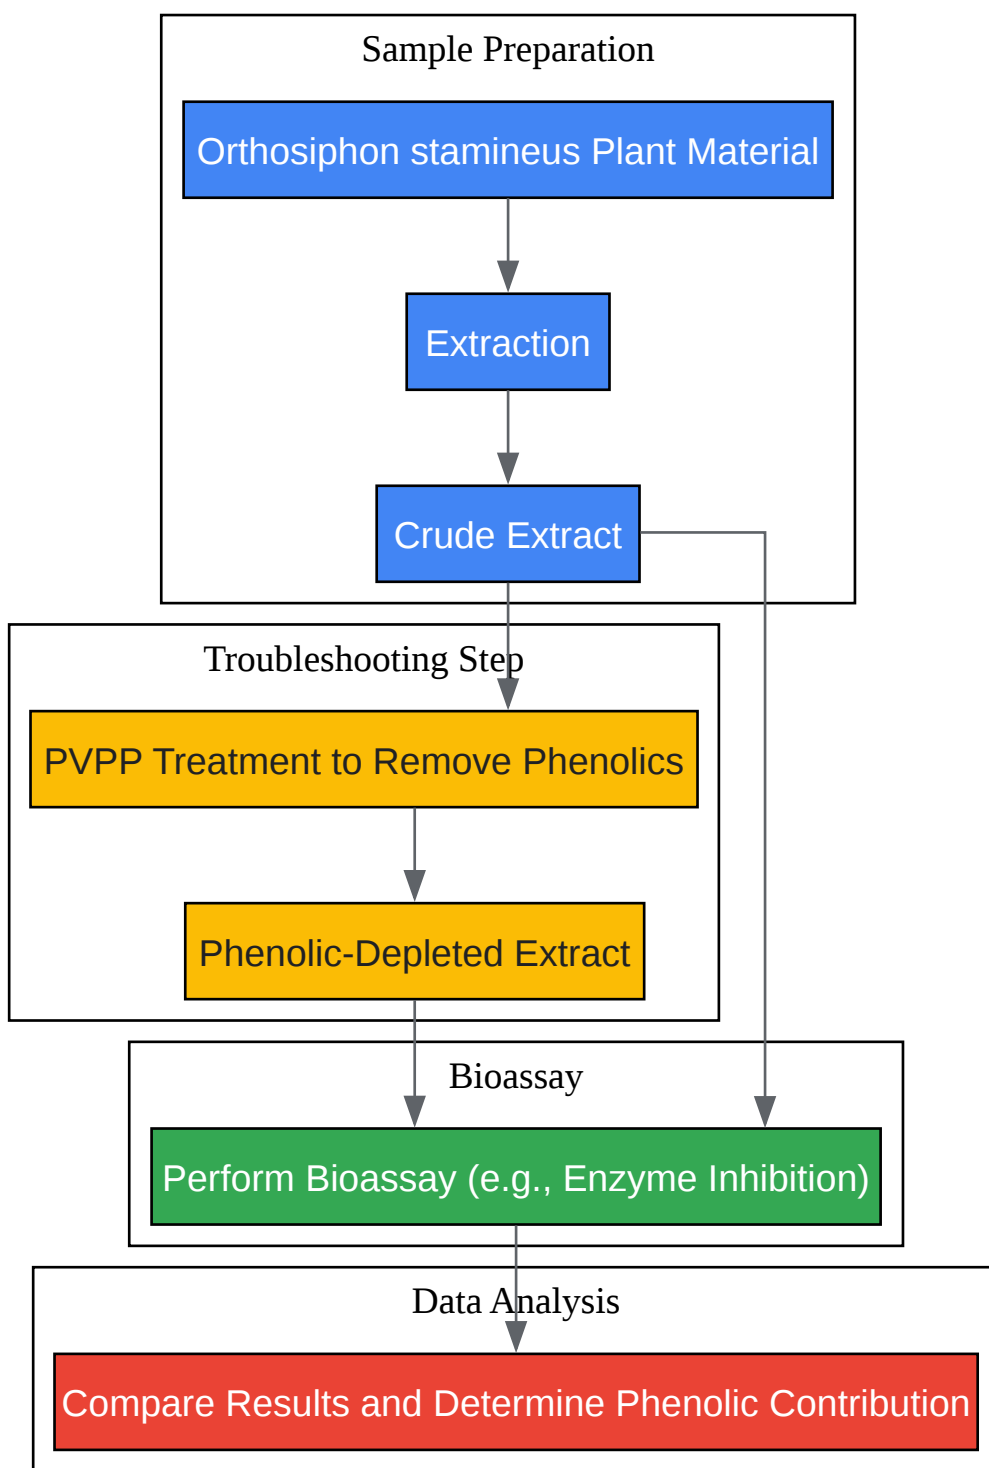 Sample Preparation
Orthosiphon stamineus Plant Material
Extraction
Crude Extract
Troubleshooting Step
PVPP Treatment to Remove Phenolics
Phenolic-Depleted Extract
Bioassay
Perform Bioassay (e.g., Enzyme Inhibition)
Data Analysis
Compare Results and Determine Phenolic Contribution